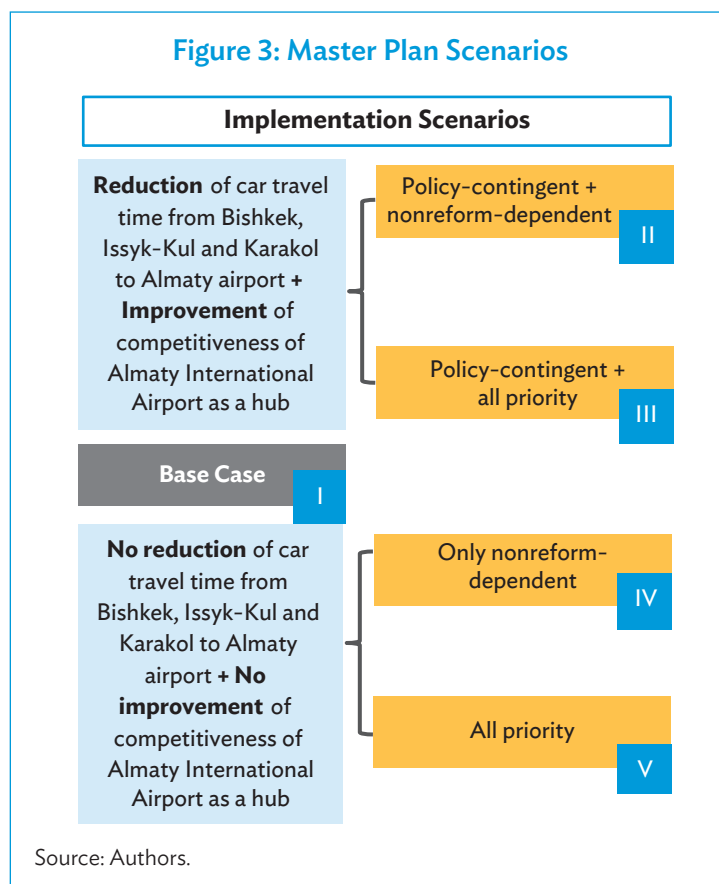 Figure 3: Master Plan Scenarios
Implementation Scenarios
Reduction of car travel
time from Bishkek,
Issyk-Kul and Karakol
to Almaty airport +
Improvement of
competitiveness of
Almaty International
Airport as a hub
Policy-contingent +
nonreform-dependent
II
Policy-contingent +
all priority
III
Base Case
I
No reduction of car
travel time from
Bishkek, Issyk-Kul and
Karakol to Almaty
airport + No
improvement of
competitiveness of
Almaty International
Airport as a hub
Only nonreform-
dependent
IV
All priority
V
Source: Authors.